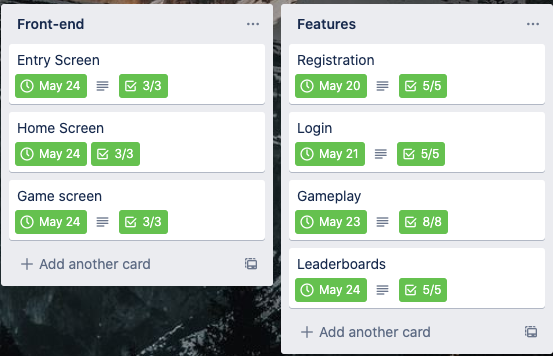 Front-end
Entry Screen
May 24 3/3
Home Screen
May 24 3/3
Game screen
May 24 3/3
Add another card
Features
Registration
May 20 5/5
Login
May 21 5/5
Gameplay
May 23 8/8
Leaderboards
May 24 5/5
Add another card